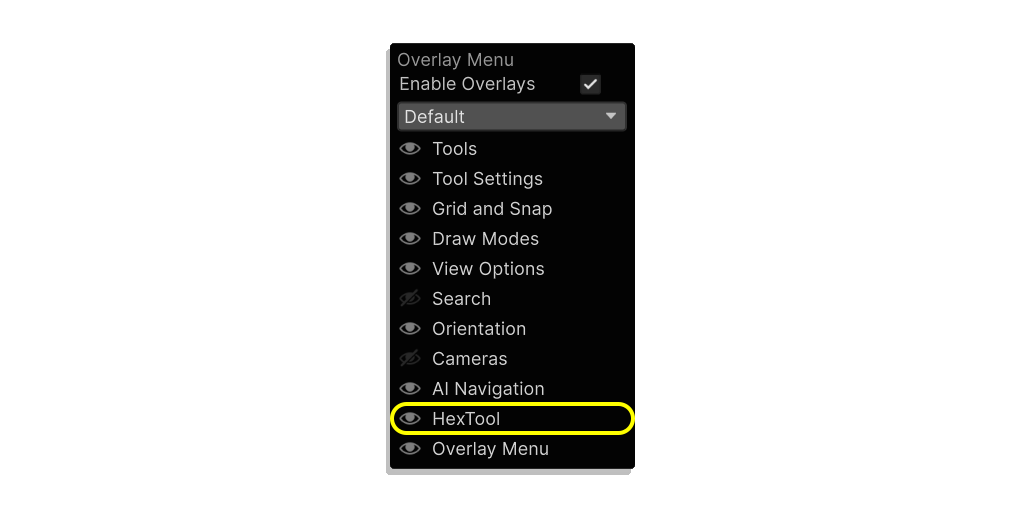 Overlay Menu
Enable Overlays
Default
Tools
Tool Settings
Grid and Snap
Draw Modes
View Options
Search
Orientation
Cameras
AI Navigation
HexTool
Overlay Menu